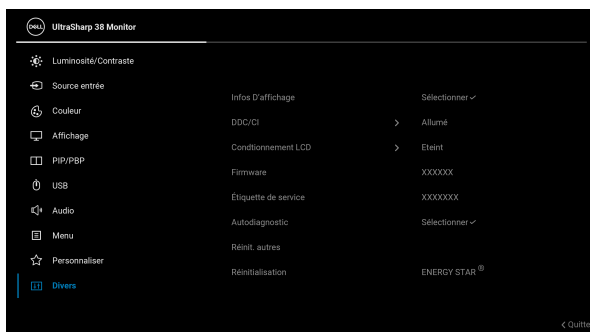 DELL UltraSharp 38 Monitor
Luminosité/Contraste
Source entrée
Couleur
Affichage
PIP/PBP
USB
Audio
Menu
Personnaliser
Divers
Infos D'affichage Sélectionner
DDC/CI Allumé
Condtionnement LCD Eteint
Firmware XXXXXX
Étiquette de service XXXXXXX
Autodiagnostic Sélectionner
Réinit. autres
Réinitialisation ENERGY STAR®
Quitte